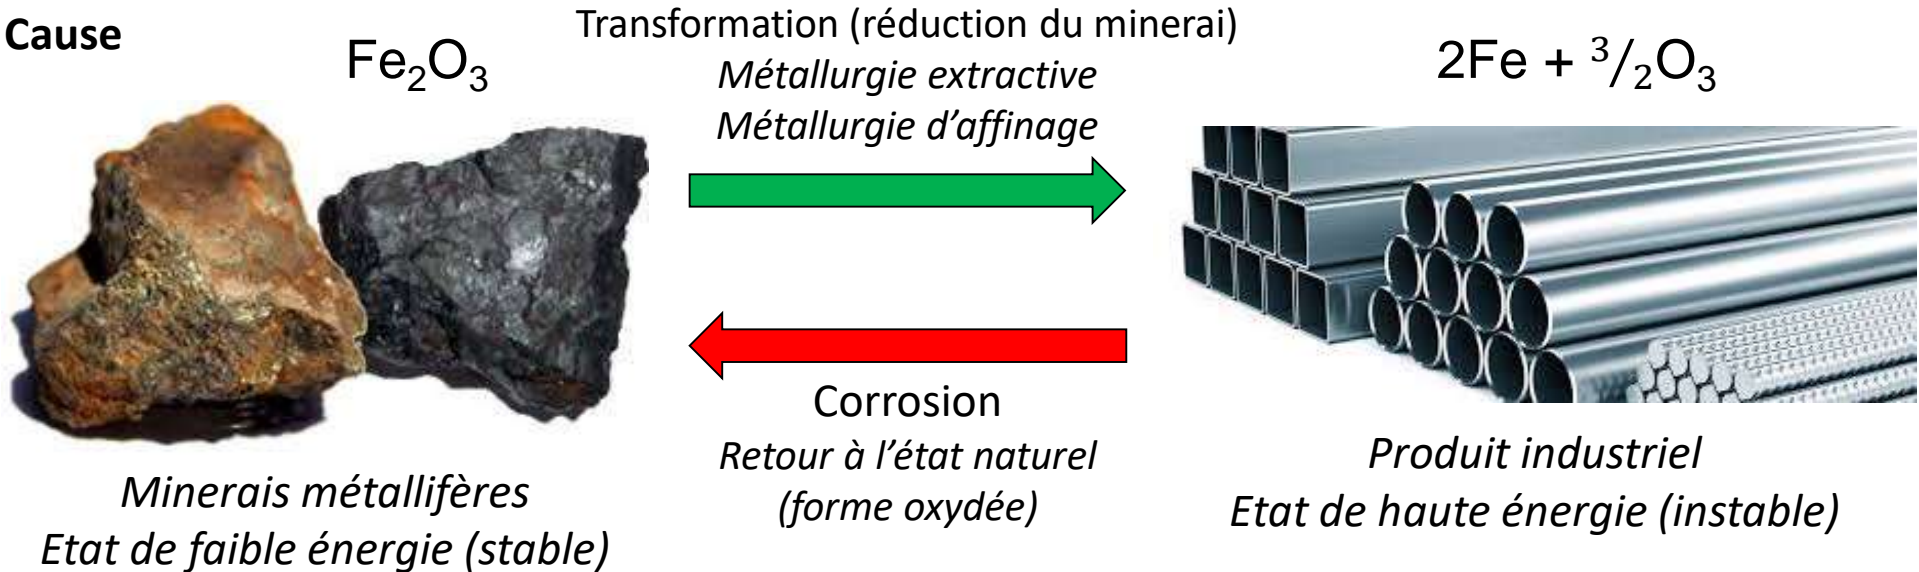 Cause
Fe₂O₃
Transformation (réduction du minerai)
Métallurgie extractive
Métallurgie d’affinage
2Fe + ³/₂O₃
Corrosion
Retour à l’état naturel
(forme oxydée)
Minerais métallifères
Etat de faible énergie (stable)
Produit industriel
Etat de haute énergie (instable)